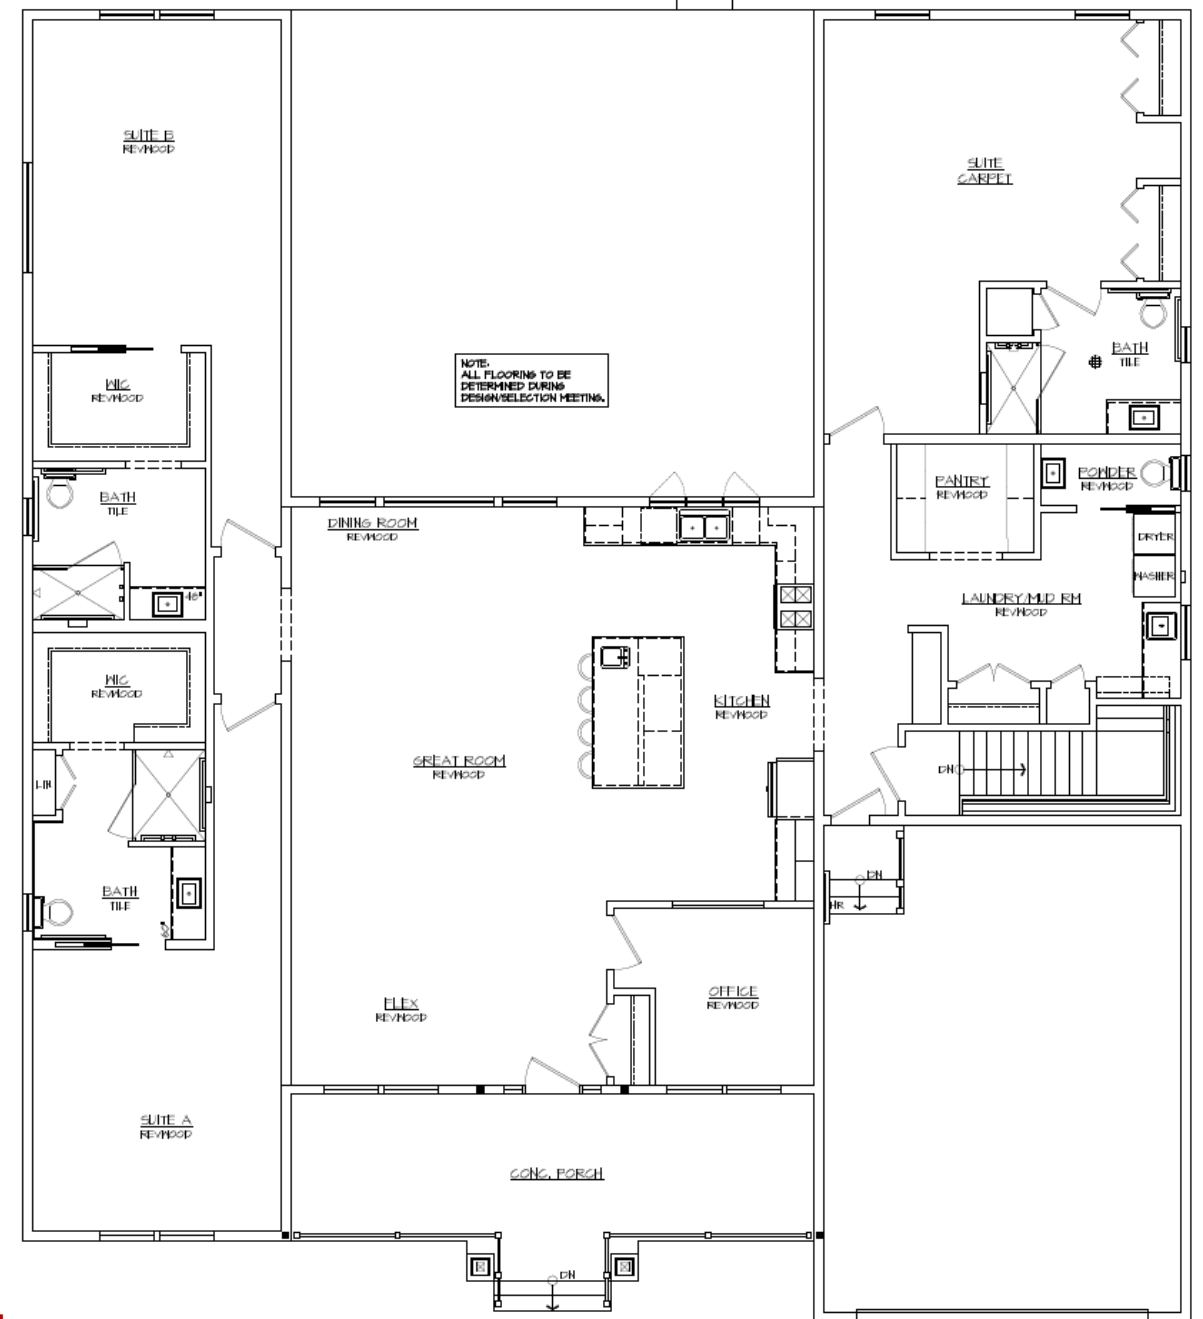 SUITE B
REVWOOD
SUITE
CARPET
NOTE:
ALL FLOORING TO BE
DETERMINED DURING
DESIGN/SELECTION MEETING.
WIC
REVWOOD
BATH
TILE
BATH
TILE
PANTRY
REVWOOD
POWDER
REVWOOD
DINING ROOM
REVWOOD
DRYER
WASHER
48"
LAUNDRY/MUD RM
REVWOOD
WIC
REVWOOD
KITCHEN
REVWOOD
GREAT ROOM
REVWOOD
DN
LIN
BATH
TILE
60"
DN
HR
OFFICE
REVWOOD
FLEX
REVWOOD
SUITE A
REVWOOD
CONC. PORCH
DN